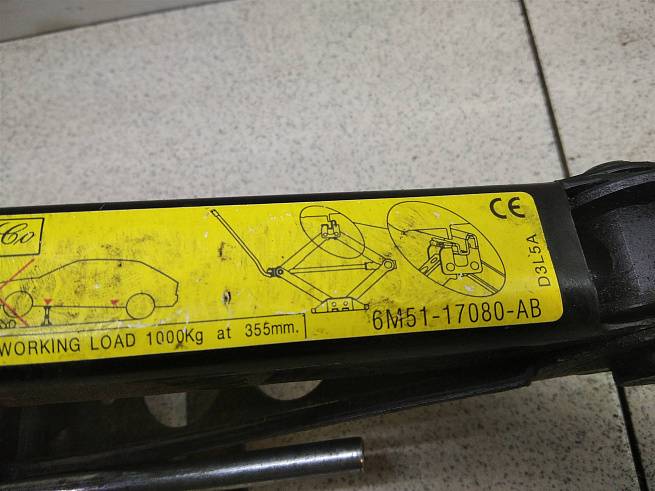 Co
CE
D3L5A
6M51-17080-AB
WORKING LOAD 1000Kg at 355mm.